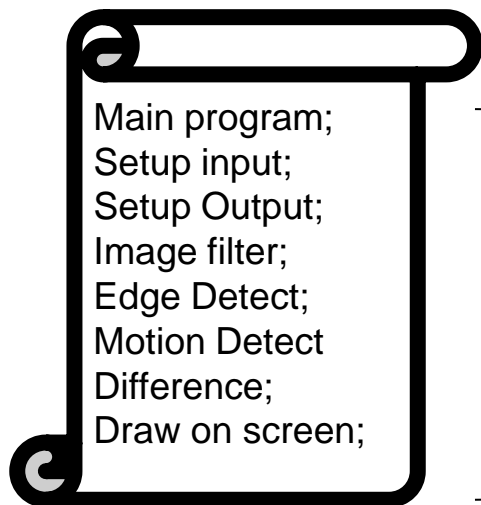 Main program;
Setup input;
Setup Output;
Image filter;
Edge Detect;
Motion Detect
Difference;
Draw on screen;